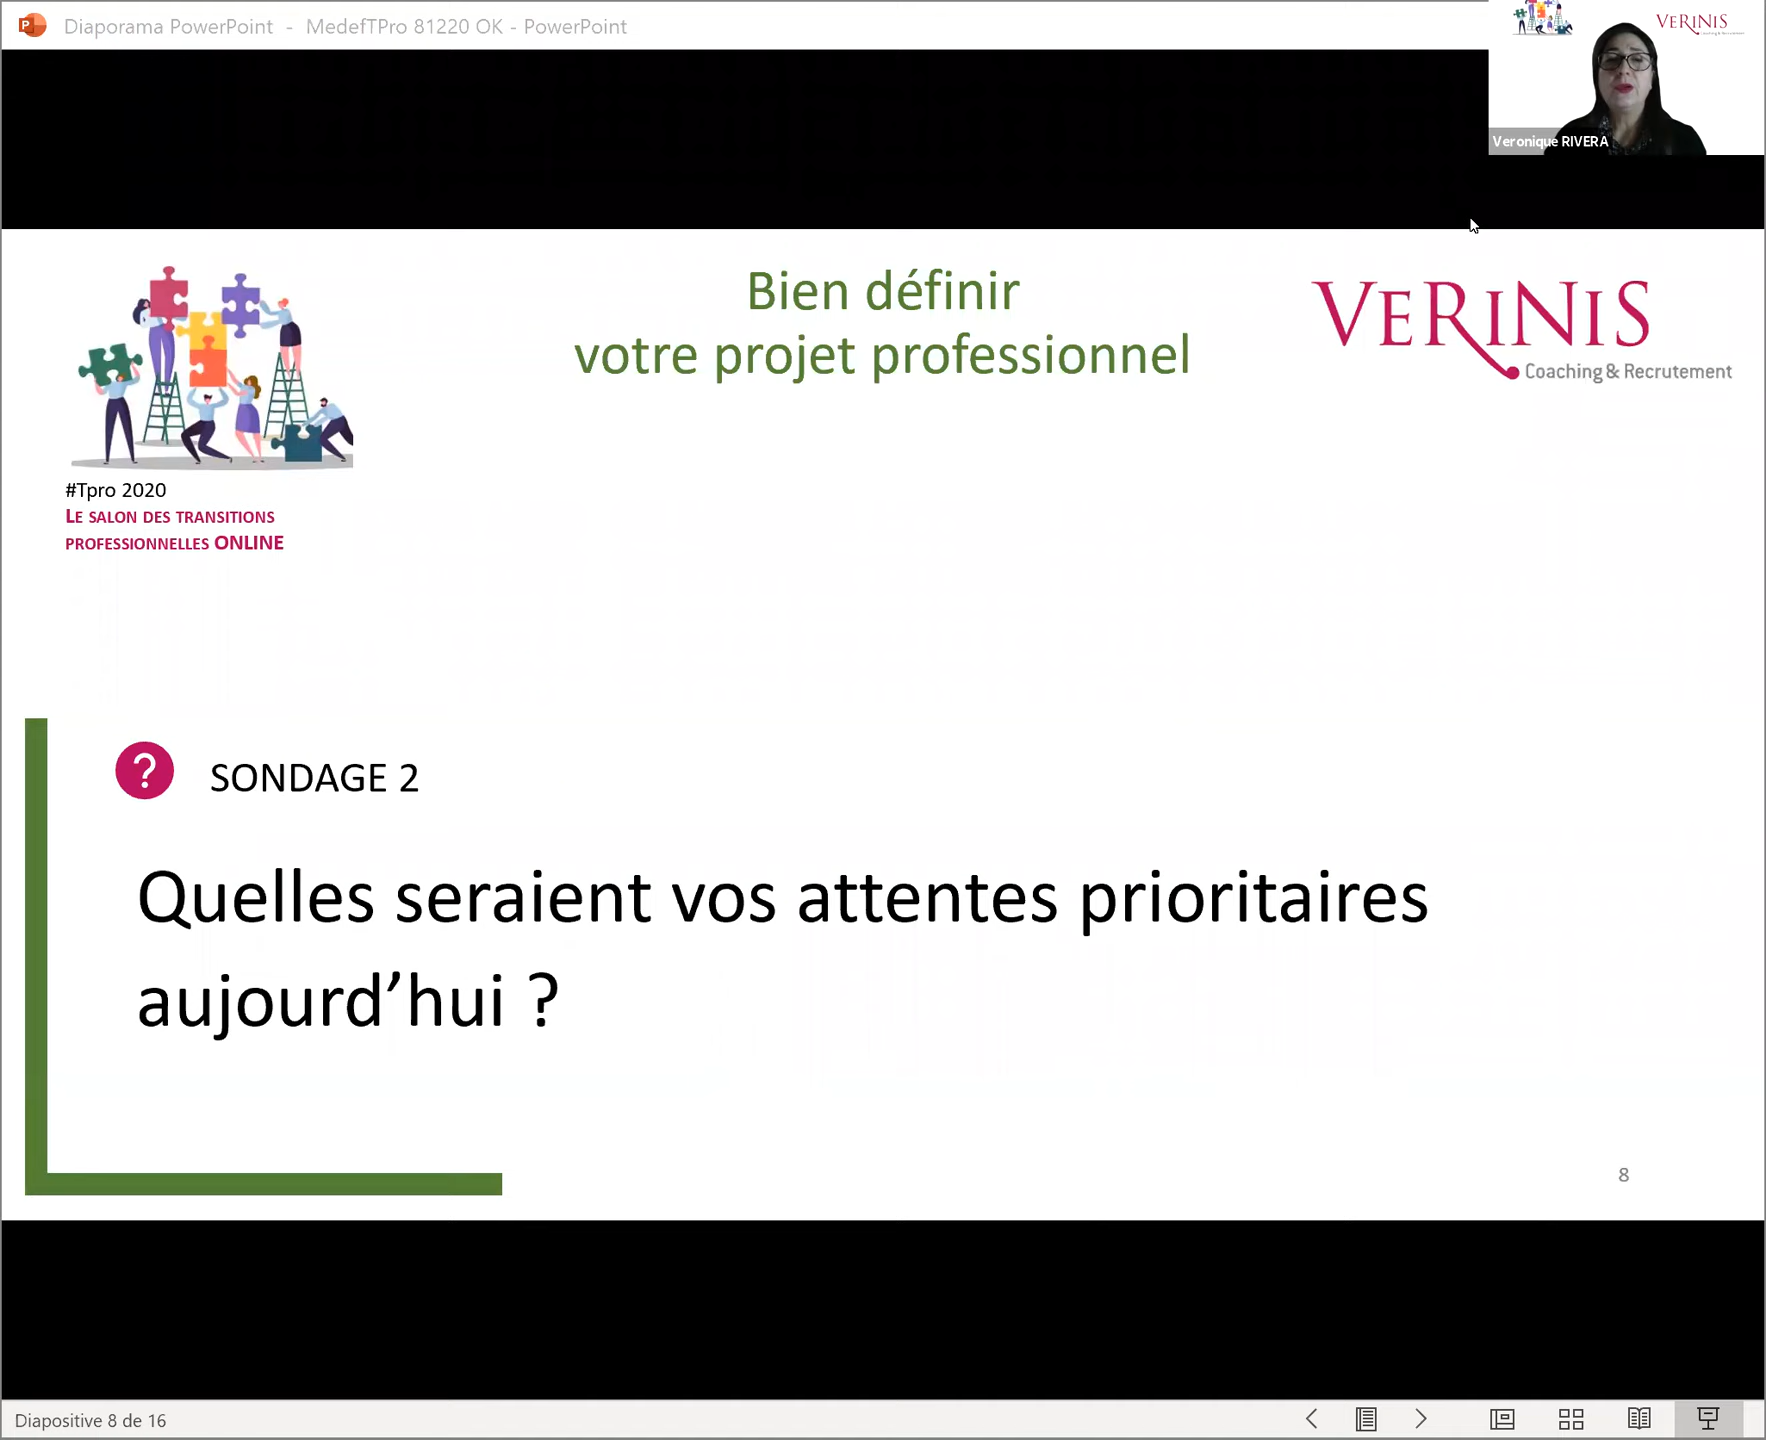 Diaporama PowerPoint - MedefTPro 81220 OK - PowerPoint
VERINIS
Veronique RIVERA
Bien définir
votre projet professionnel
VERINIS
Coaching & Recrutement
#Tpro 2020
LE SALON DES TRANSITIONS
PROFESSIONNELLES ONLINE
? SONDAGE 2
Quelles seraient vos attentes prioritaires
aujourd’hui ?
8
Diapositive 8 de 16